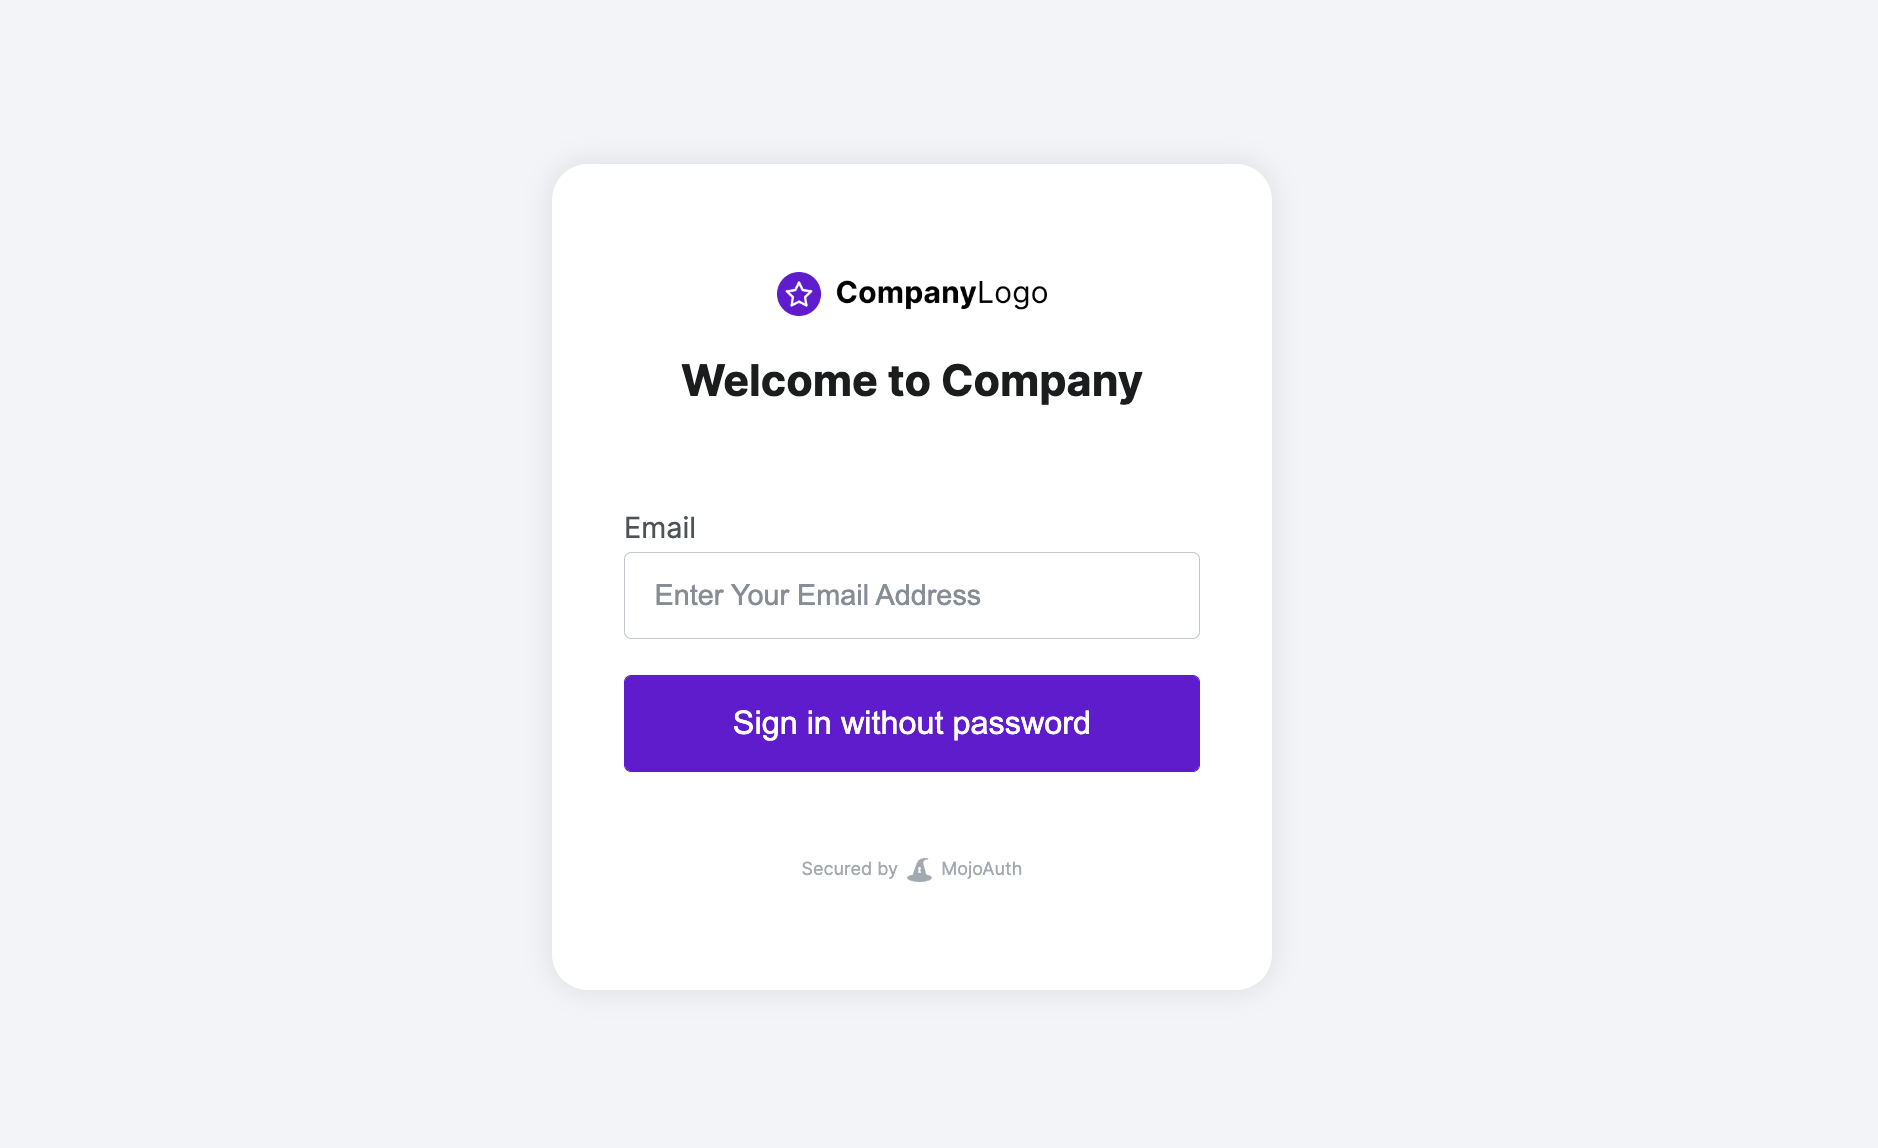 CompanyLogo
Welcome to Company
Email
Enter Your Email Address
Sign in without password
Secured by MojoAuth